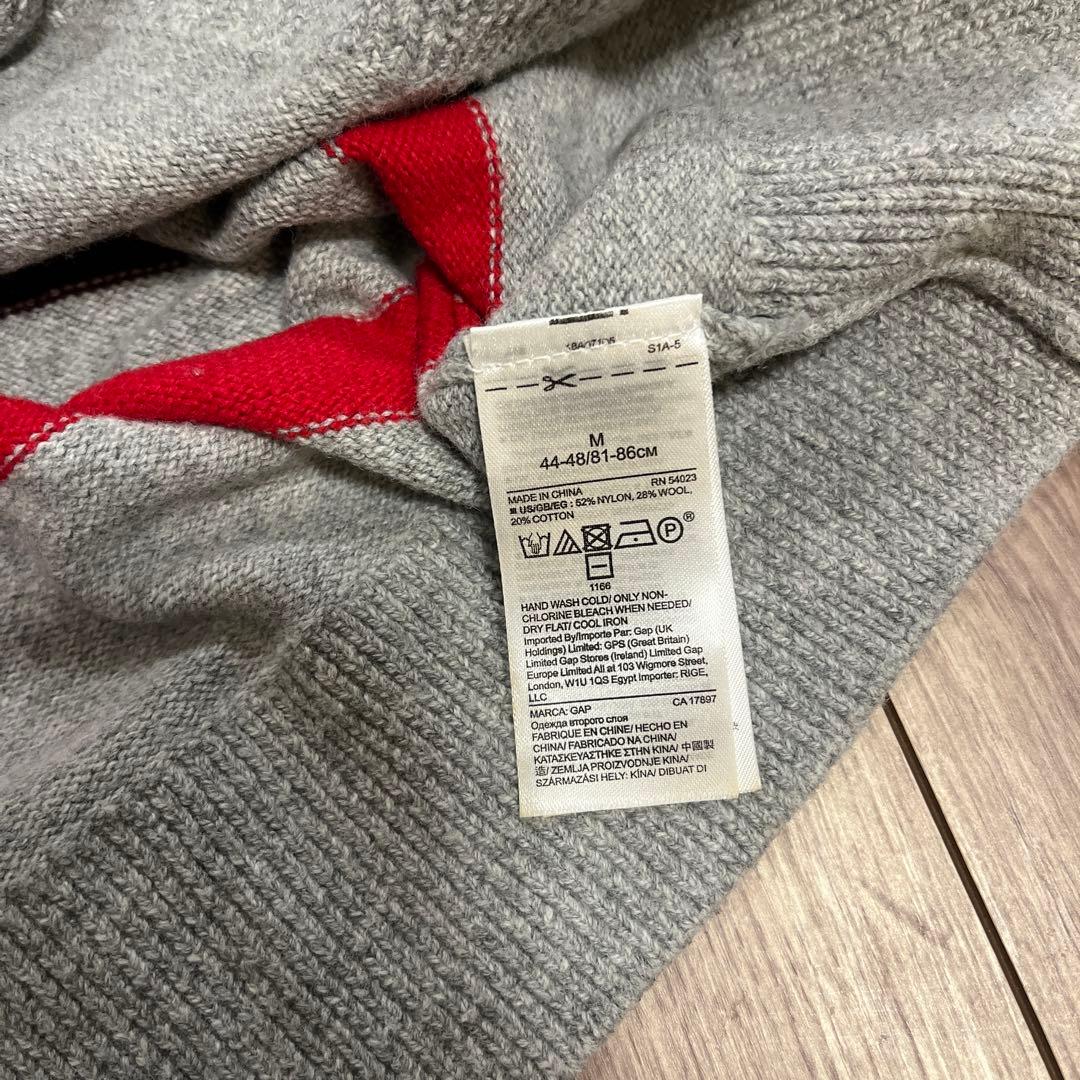 S1A-5
M
44-48/81-86CM
MADE IN CHINA RN 54023
US/GB/EG : 52% NYLON, 28% WOOL,
20% COTTON
P®
1166
HAND WASH COLD/ ONLY NON-
CHLORINE BLEACH WHEN NEEDED/
DRY FLAT/ COOL IRON
Imported By/Importe Par: Gap (UK
Holdings) Limited: GPS (Great Britain)
Limited Gap Stores (Ireland) Limited Gap
Europe Limited All at 103 Wigmore Street,
London, W1U 1QS Egypt Importer: RIGE,
LLC
MARCA: GAP CA 17897
Одежда второго слоя
FABRIQUE EN CHINE/ HECHO EN
CHINA/ FABRICADO NA CHINA/
ΚΑΤΑΣΚΕΥΑΣΤΗΚΕ ΣΤΗΝ ΚΙΝΑ/ 中國製
造/ ZEMLJA PROIZVODNJE KINA/
SZÁRMAZÁSI HELY: KÍNA/ DIBUAT DI